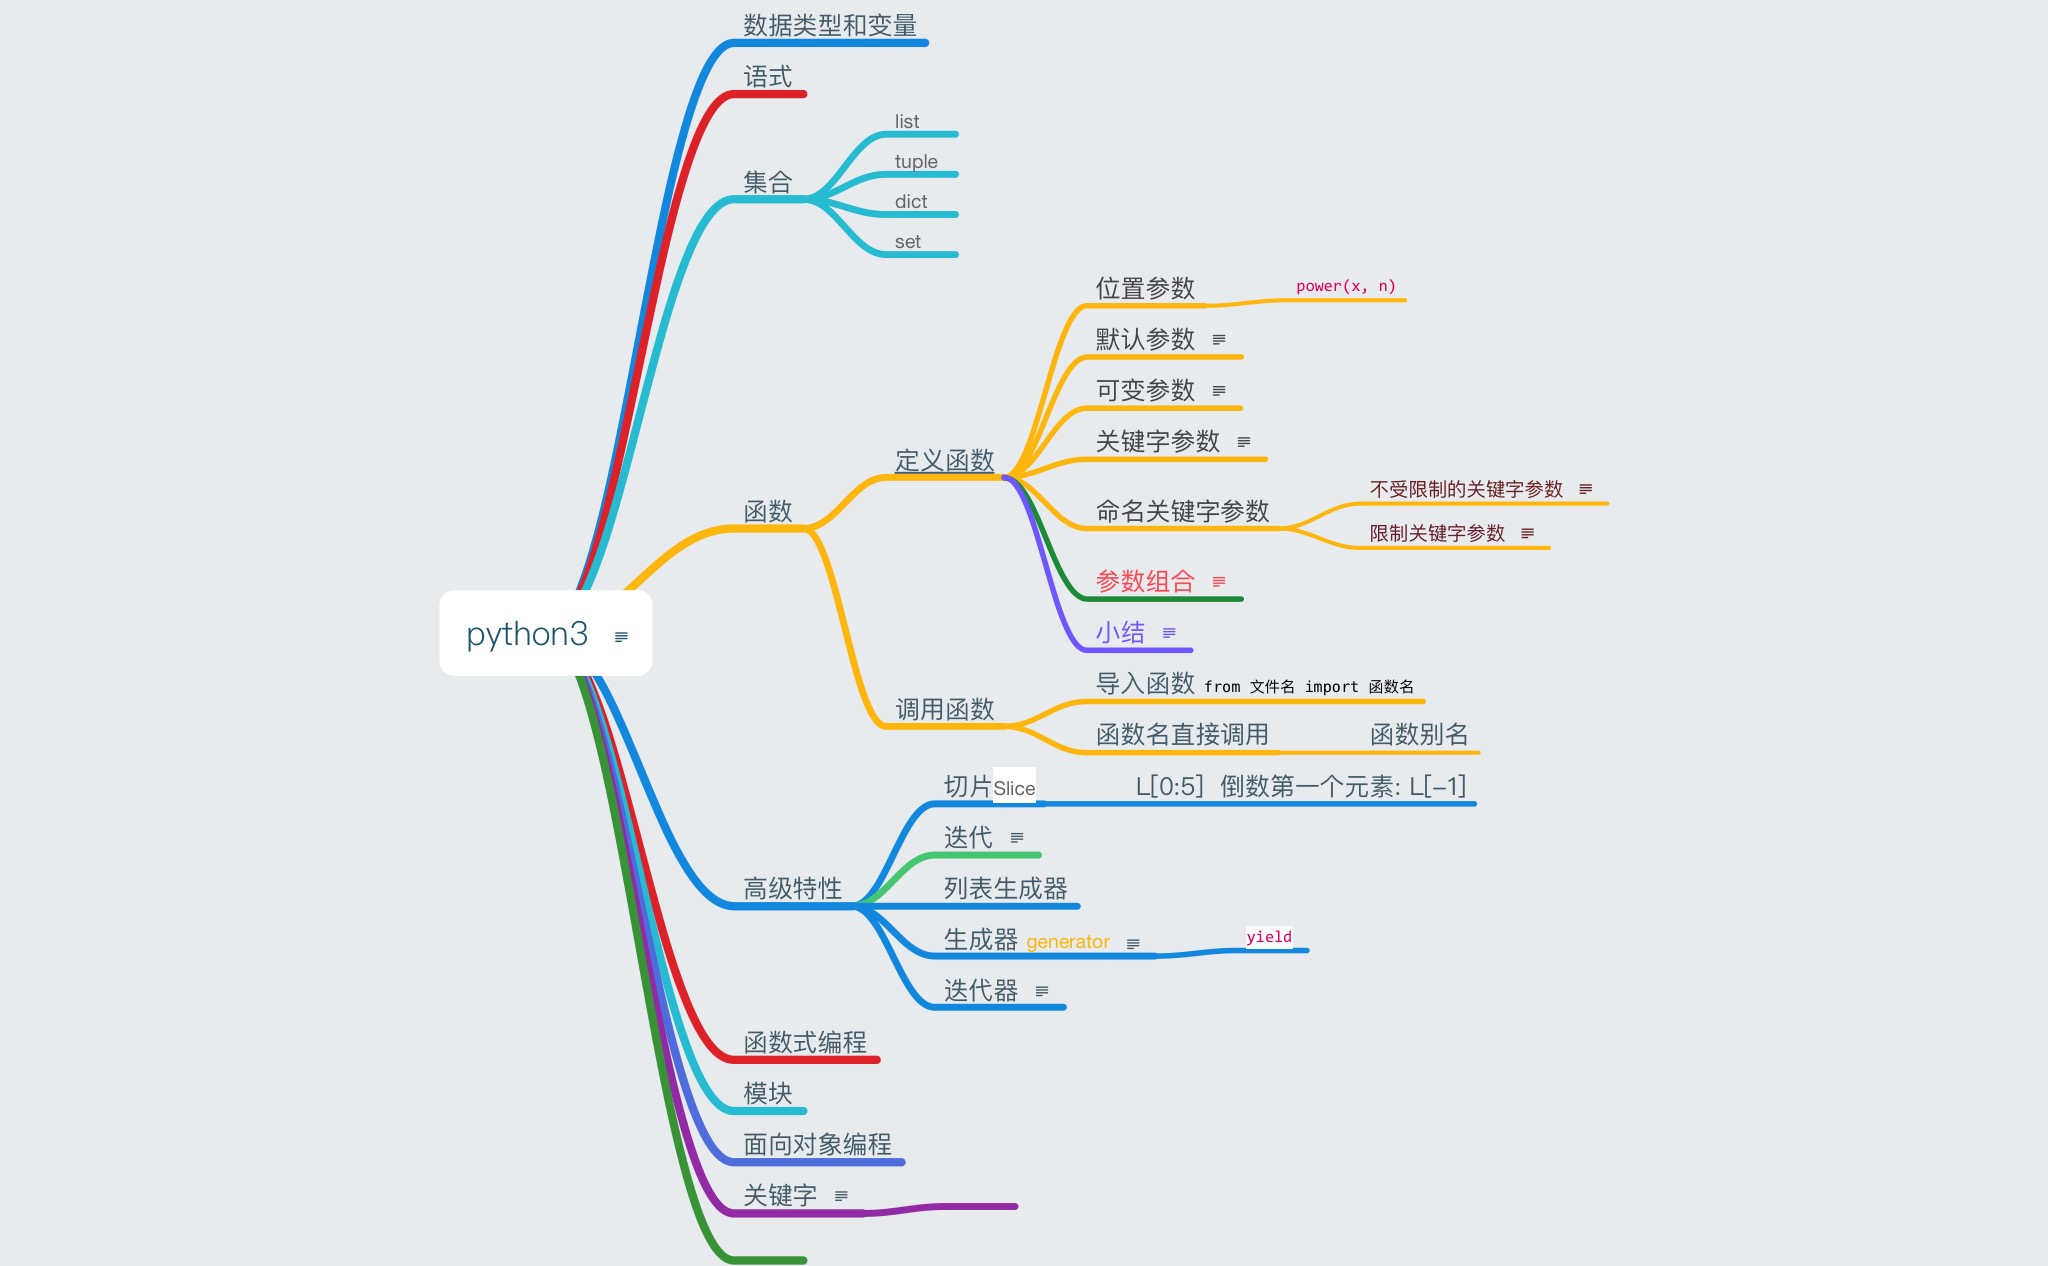 数据类型和变量
语式
集合
list
tuple
dict
set
python3
函数
定义函数
位置参数
power(x, n)
默认参数
可变参数
关键字参数
命名关键字参数
不受限制的关键字参数
限制关键字参数
参数组合
小结
调用函数
导入函数 from 文件名 import 函数名
函数名直接调用
函数别名
高级特性
切片Slice
L[0:5] 倒数第一个元素: L[-1]
迭代
列表生成器
生成器 generator
yield
迭代器
函数式编程
模块
面向对象编程
关键字